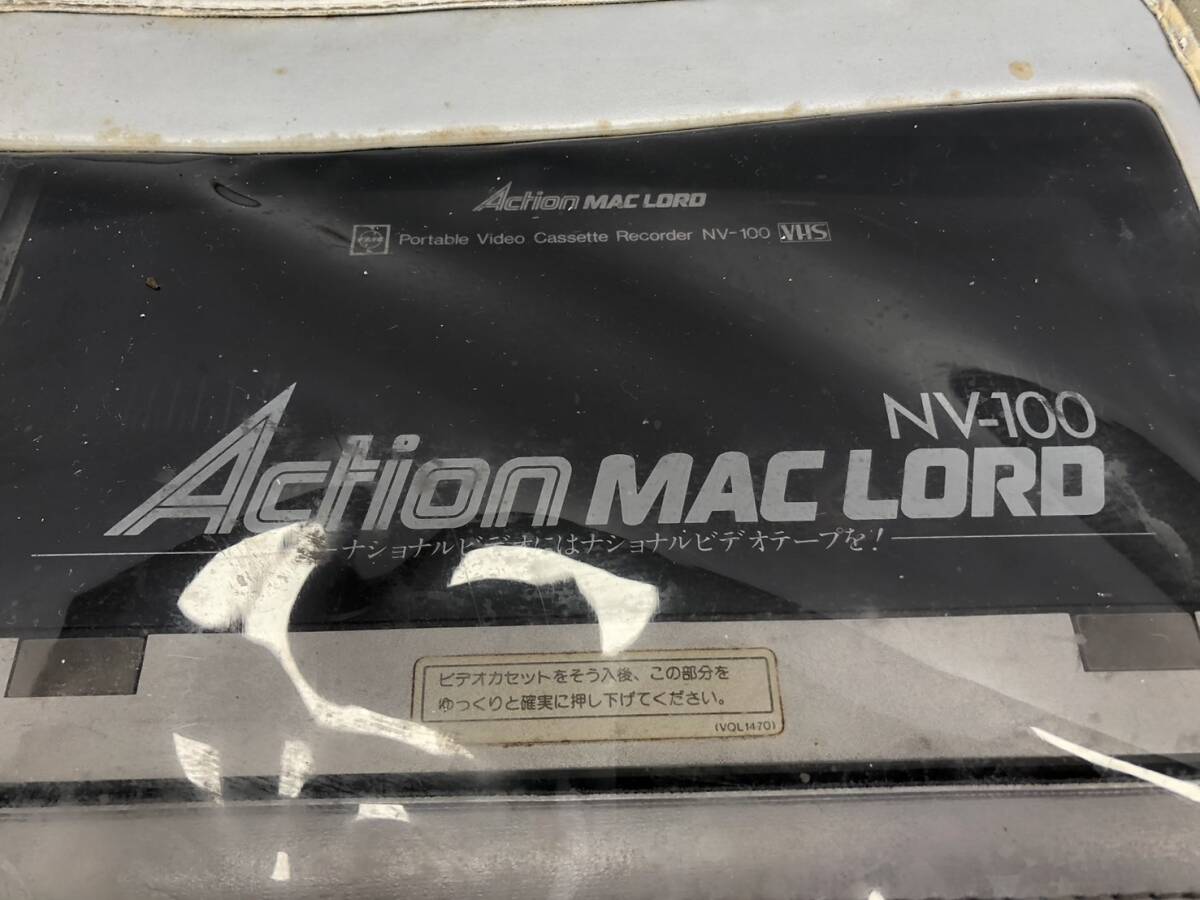 Action MAC LORD
Portable Video Cassette Recorder NV-100 VHS
NV-100
Action MAC LORD
ナショナルビデオにはナショナルビデオテープを!
ビデオカセットをそう入後、この部分を
ゆっくりと確実に押し下げてください。
(VQL1470)